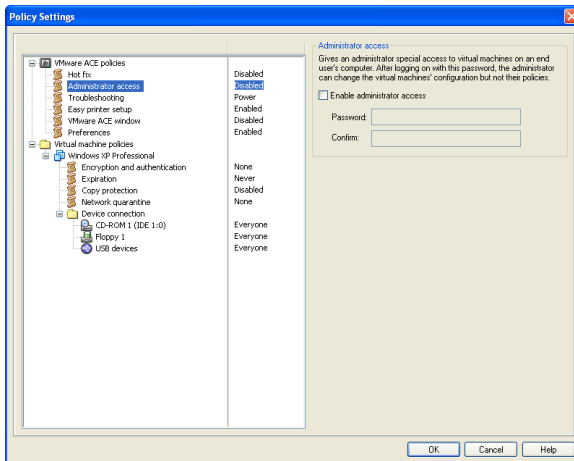 Policy Settings
VMware ACE policies
Hot fix Disabled
Administrator access Disabled
Troubleshooting Power
Easy printer setup Enabled
VMware ACE window Disabled
Preferences Enabled
Virtual machine policies
Windows XP Professional
Encryption and authentication None
Expiration Never
Copy protection Disabled
Network quarantine None
Device connection
CD-ROM 1 (IDE 1:0) Everyone
Floppy 1 Everyone
USB devices Everyone
Administrator access
Gives an administrator special access to virtual machines on an end
user's computer. After logging on with this password, the administrator
can change the virtual machines' configuration but not their policies.
Enable administrator access
Password:
Confirm:
OK Cancel Help